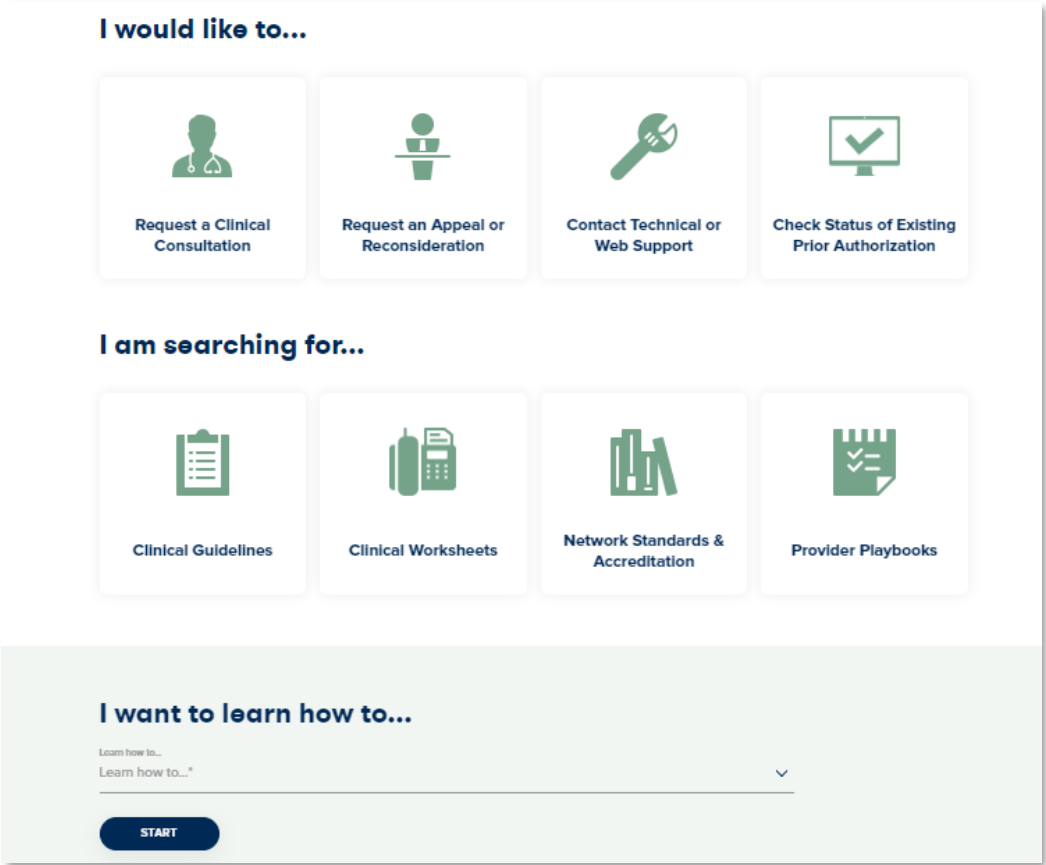 I would like to...
Request a Clinical
Consultation
Request an Appeal or
Reconsideration
Contact Technical or
Web Support
Check Status of Existing
Prior Authorization
I am searching for...
Clinical Guidelines
Clinical Worksheets
Network Standards &
Accreditation
Provider Playbooks
I want to learn how to...
Learn how to...
Learn how to...*
START